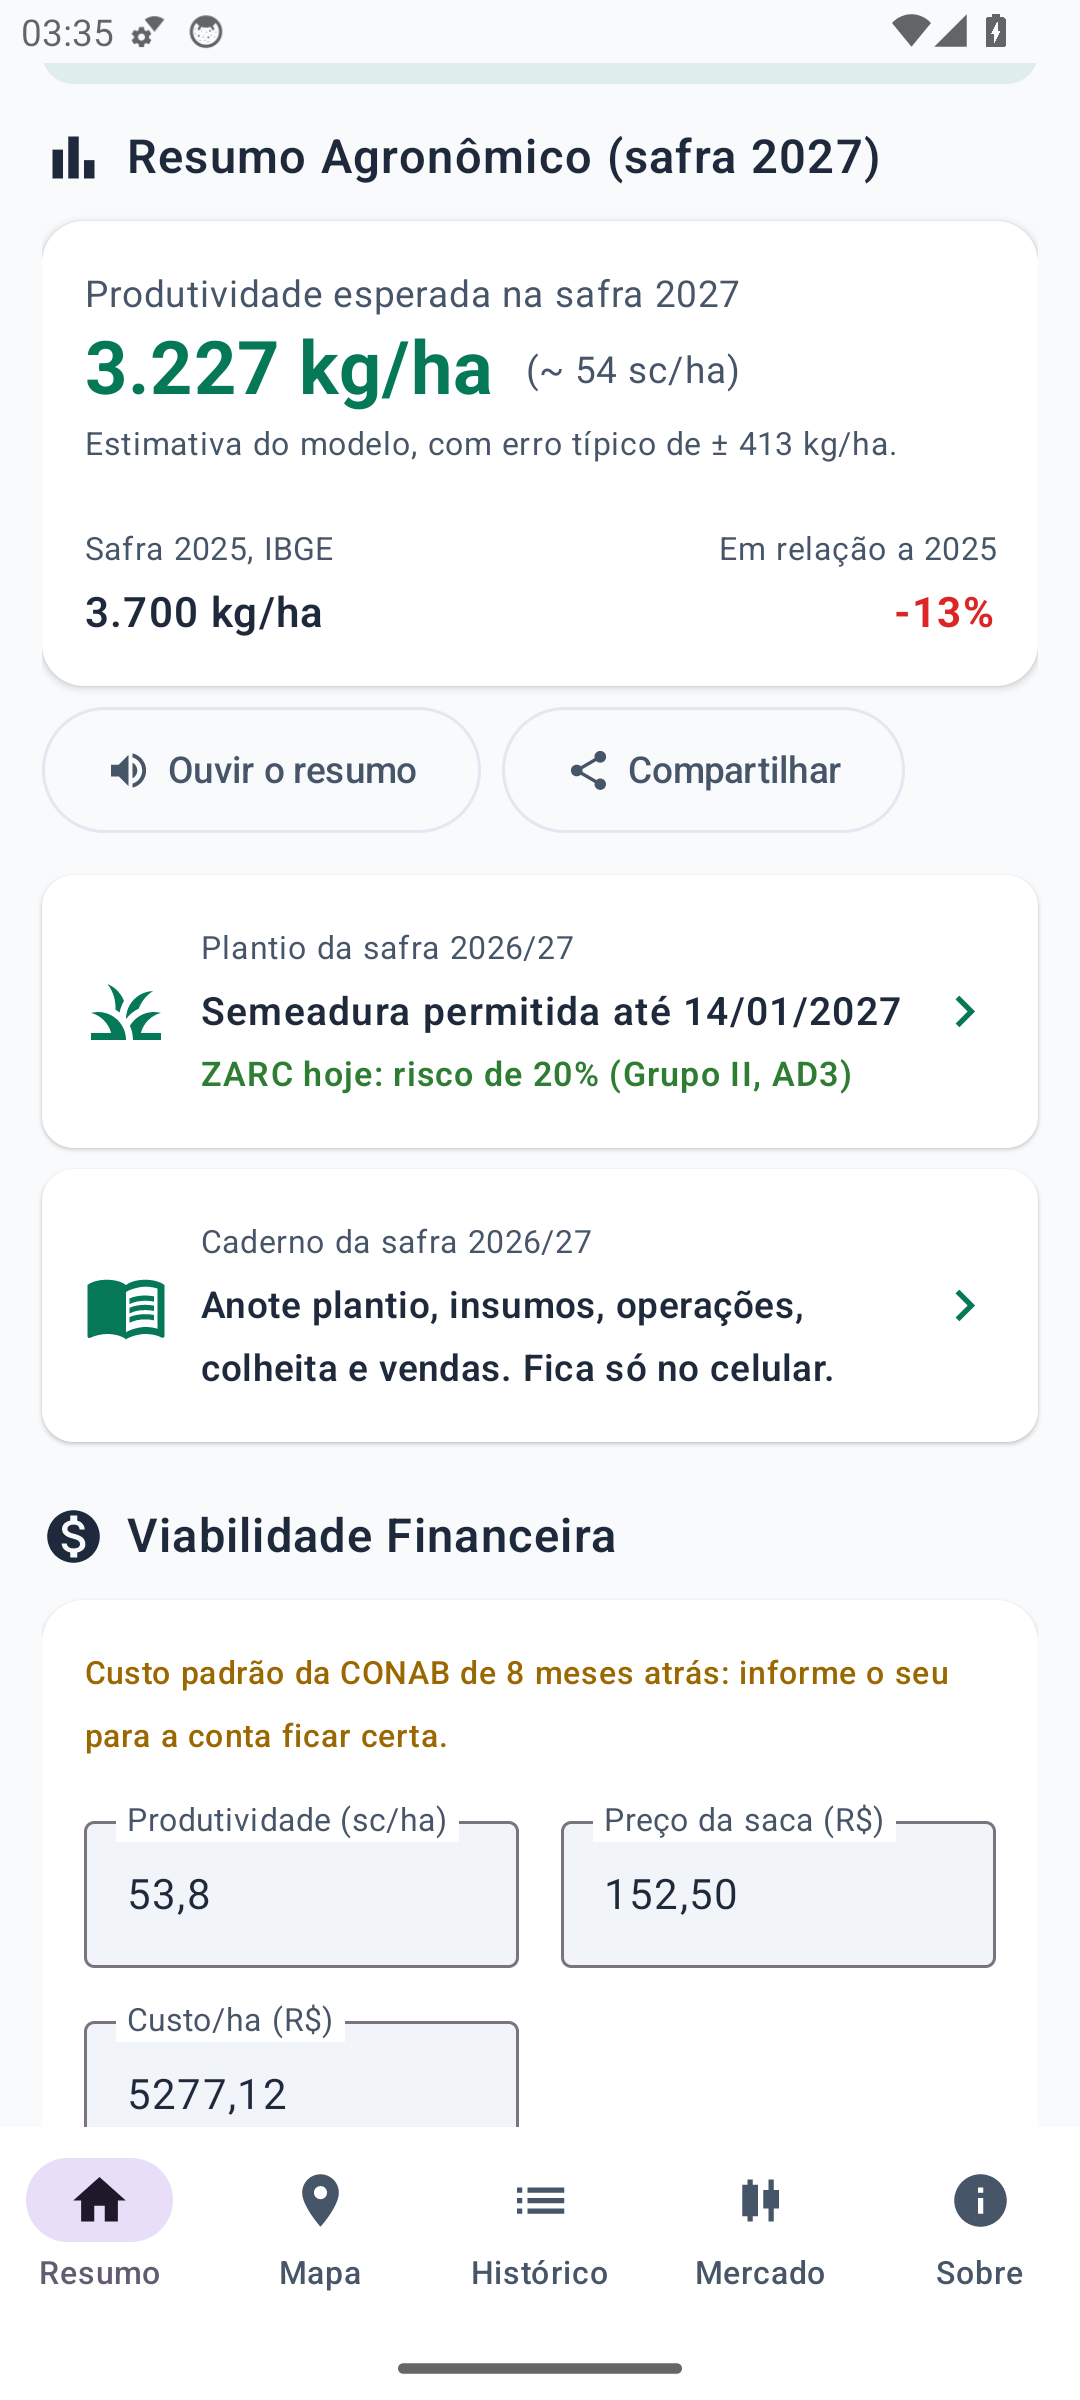 03:35
Resumo Agronômico (safra 2027)
Produtividade esperada na safra 2027
3.227 kg/ha (~ 54 sc/ha)
Estimativa do modelo, com erro típico de ± 413 kg/ha.
Safra 2025, IBGE Em relação a 2025
3.700 kg/ha -13%
Ouvir o resumo Compartilhar
Plantio da safra 2026/27
Semeadura permitida até 14/01/2027
ZARC hoje: risco de 20% (Grupo II, AD3)
Caderno da safra 2026/27
Anote plantio, insumos, operações,
colheita e vendas. Fica só no celular.
Viabilidade Financeira
Custo padrão da CONAB de 8 meses atrás: informe o seu
para a conta ficar certa.
Produtividade (sc/ha) Preço da saca (R$)
53,8 152,50
Custo/ha (R$)
5277,12
Resumo Mapa Histórico Mercado Sobre